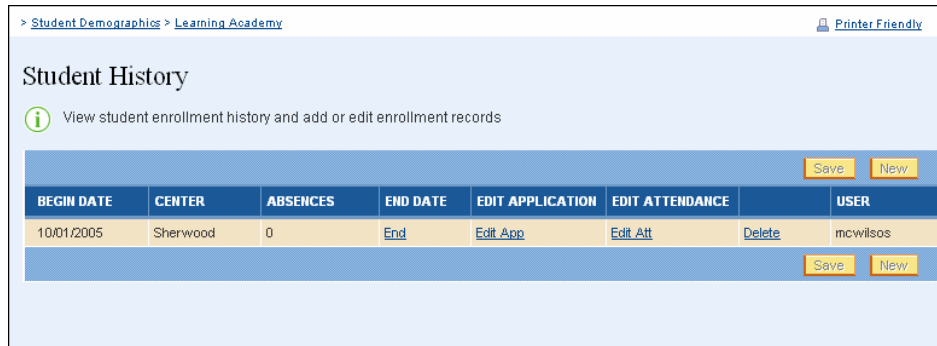 > Student Demographics > Learning Academy Printer Friendly
Student History
i View student enrollment history and add or edit enrollment records
Save New
BEGIN DATE CENTER ABSENCES END DATE EDIT APPLICATION EDIT ATTENDANCE USER
10/01/2005 Sherwood 0 End Edit App Edit Att Delete mcwilsos
Save New